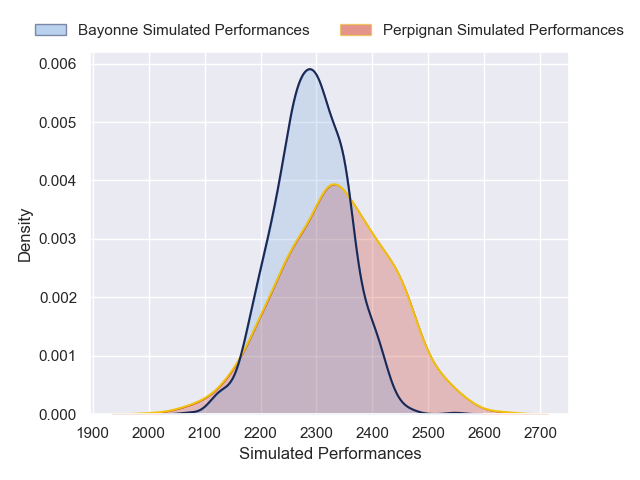 Bayonne Simulated Performances Perpignan Simulated Performances
0.006
0.005
0.004
0.003
0.002
0.001
0.000
Density
1900 2000 2100 2200 2300 2400 2500 2600 2700
Simulated Performances